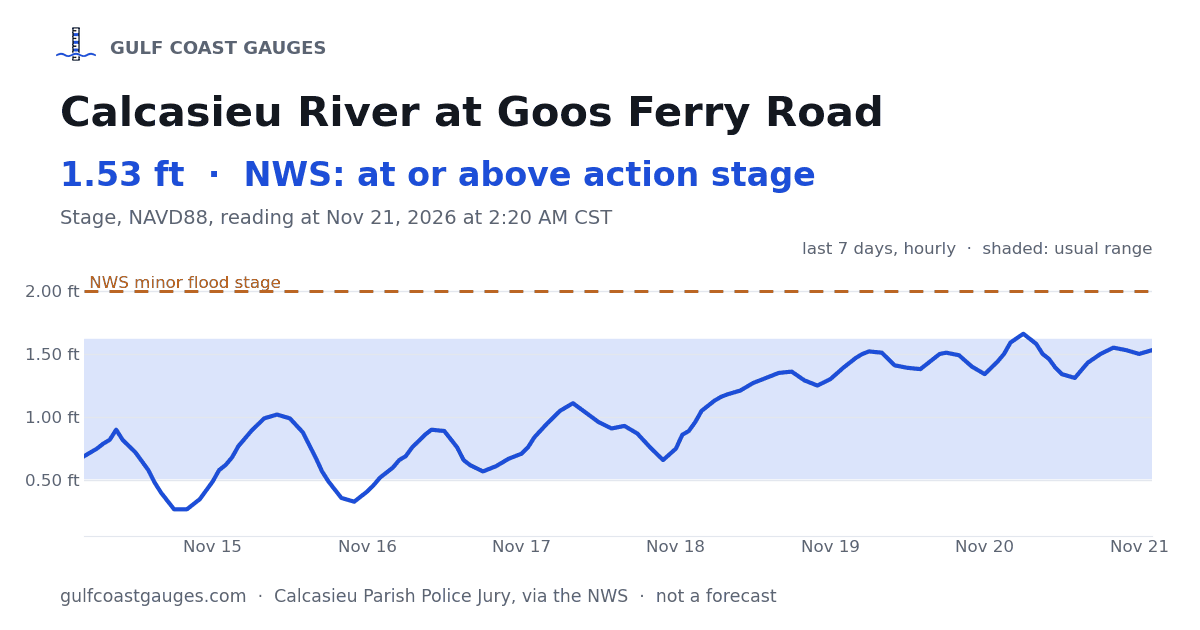 GULF COAST GAUGES
Calcasieu River at Goos Ferry Road
1.53 ft · NWS: at or above action stage
Stage, NAVD88, reading at Nov 21, 2026 at 2:20 AM CST
last 7 days, hourly · shaded: usual range
NWS minor flood stage
2.00 ft
1.50 ft
1.00 ft
0.50 ft
Nov 15 Nov 16 Nov 17 Nov 18 Nov 19 Nov 20 Nov 21
gulfcoastgauges.com · Calcasieu Parish Police Jury, via the NWS · not a forecast